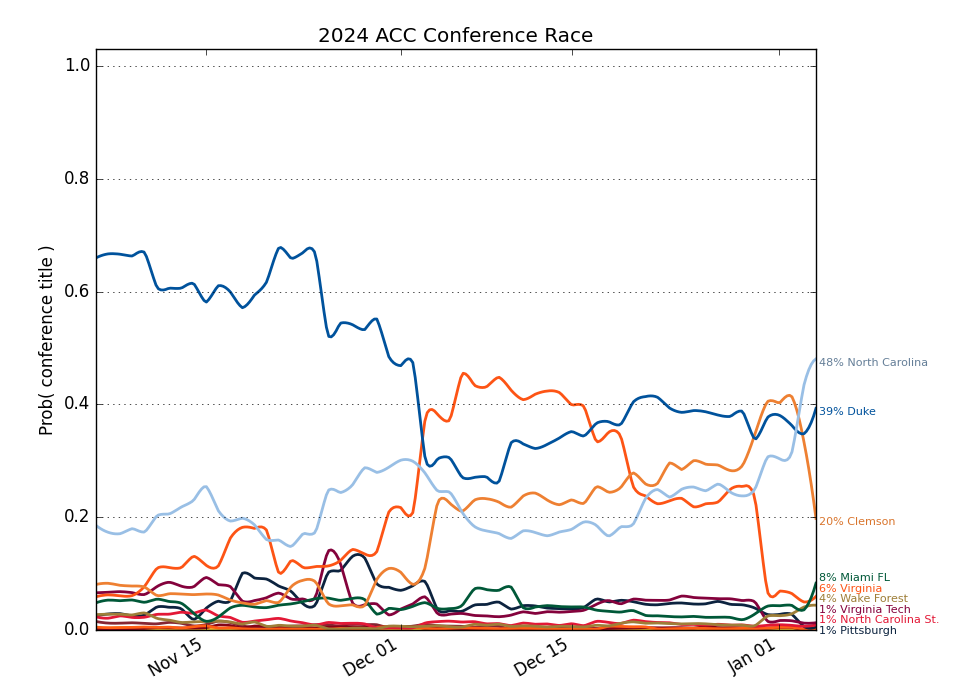 2024 ACC Conference Race
1.0
0.8
0.6
0.4
0.2
0.0
Prob( conference title )
48% North Carolina
39% Duke
20% Clemson
8% Miami FL
6% Virginia
4% Wake Forest
1% Virginia Tech
1% North Carolina St.
1% Pittsburgh
Nov 15
Dec 01
Dec 15
Jan 01